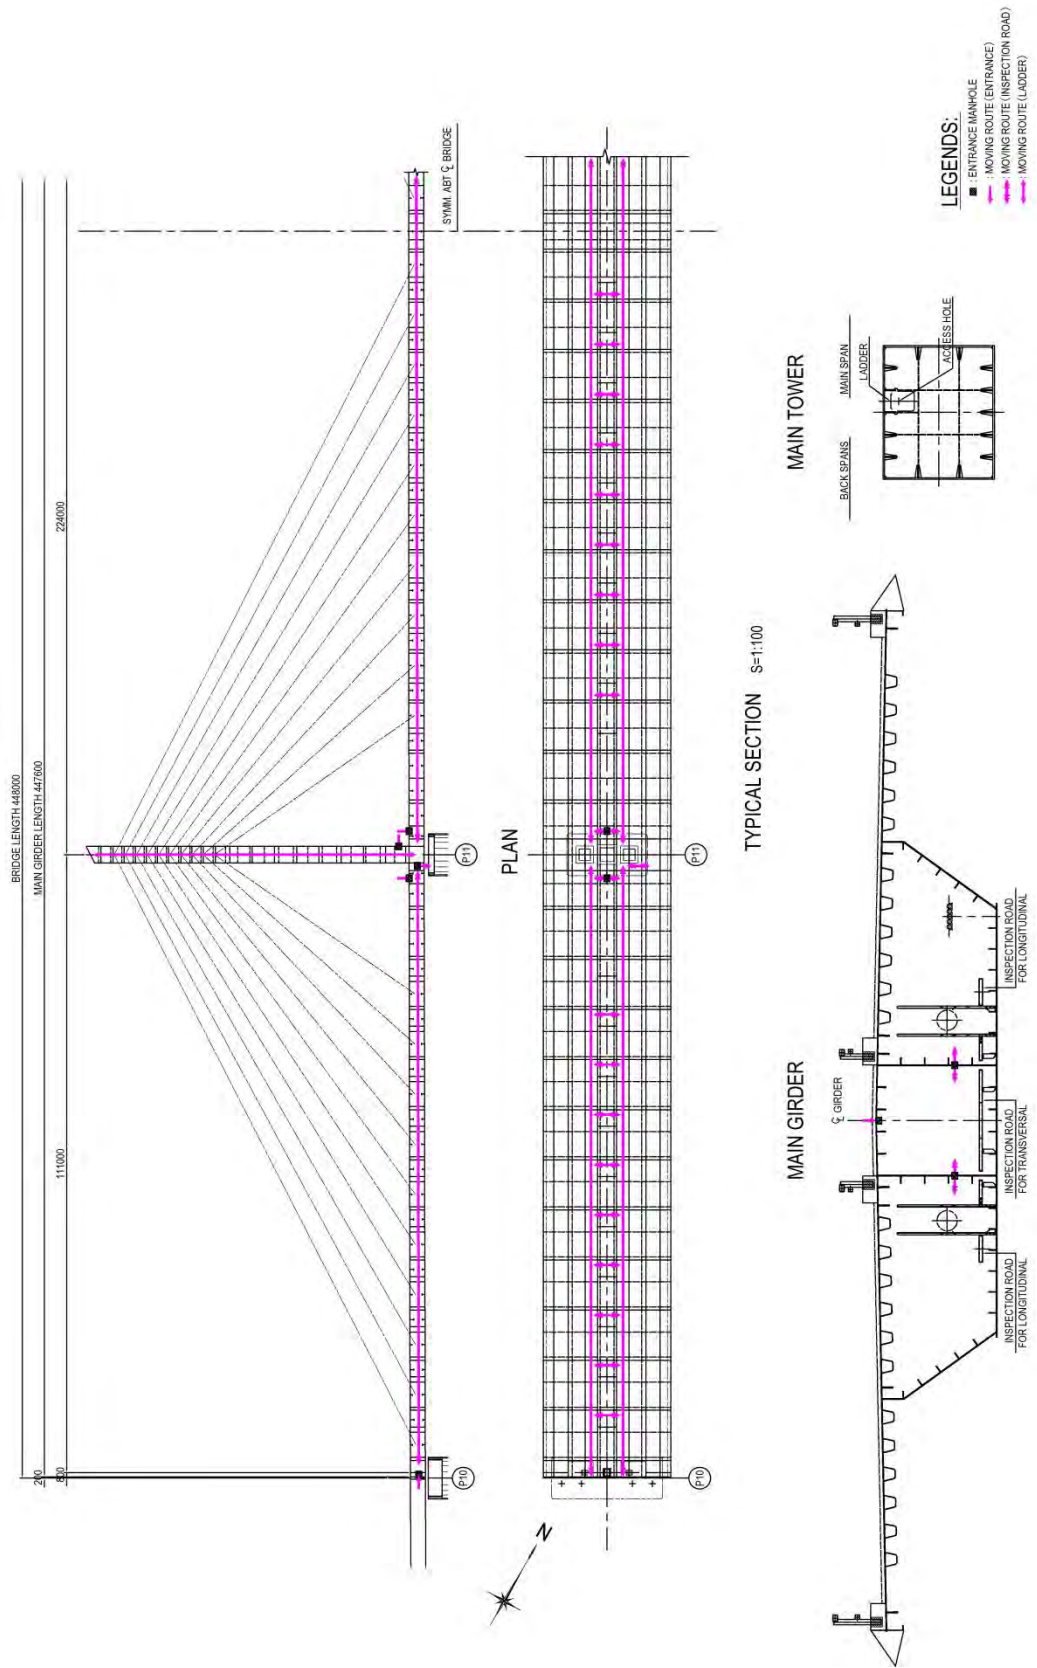 BRIDGE LENGTH 448000
MAIN GIRDER LENGTH 447600
200
800
111000
224000
SYMM. ABT ℄ BRIDGE
P10
P11
PLAN
P10
P11
N
TYPICAL SECTION S=1:100
MAIN GIRDER
℄ GIRDER
INSPECTION ROAD
FOR LONGITUDINAL
INSPECTION ROAD
FOR TRANSVERSAL
INSPECTION ROAD
FOR LONGITUDINAL
MAIN TOWER
BACK SPANS
MAIN SPAN
LADDER
ACCESS HOLE
LEGENDS:
: ENTRANCE MANHOLE
: MOVING ROUTE (ENTRANCE)
: MOVING ROUTE (INSPECTION ROAD)
: MOVING ROUTE (LADDER)